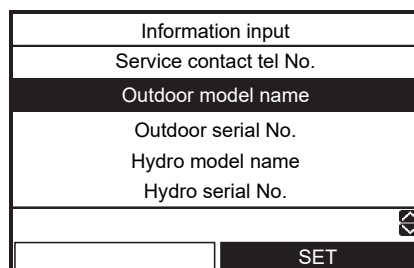 Information input
Service contact tel No.
Outdoor model name
Outdoor serial No.
Hydro model name
Hydro serial No.
SET